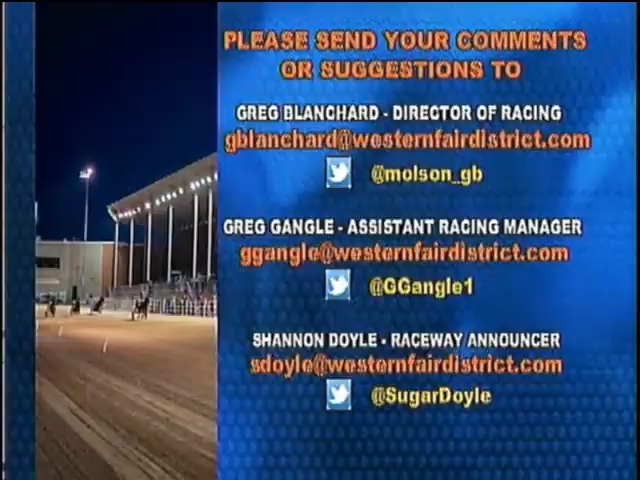 PLEASE SEND YOUR COMMENTS
OR SUGGESTIONS TO
GREG BLANCHARD - DIRECTOR OF RACING
gblanchard@westernfairdistrict.com
@molson_gb
GREG GANGLE - ASSISTANT RACING MANAGER
ggangle@westernfairdistrict.com
@GGangle1
SHANNON DOYLE - RACEWAY ANNOUNCER
sdoyle@westernfairdistrict.com
@SugarDoyle